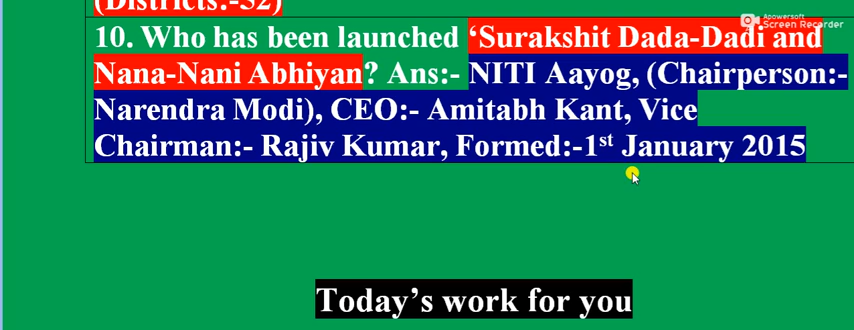 (Districts:-52)
Apowersoft
Screen Recorder
10. Who has been launched ‘Surakshit Dada-Dadi and
Nana-Nani Abhiyan? Ans:- NITI Aayog, (Chairperson:-
Narendra Modi), CEO:- Amitabh Kant, Vice
Chairman:- Rajiv Kumar, Formed:-1st January 2015
Today’s work for you